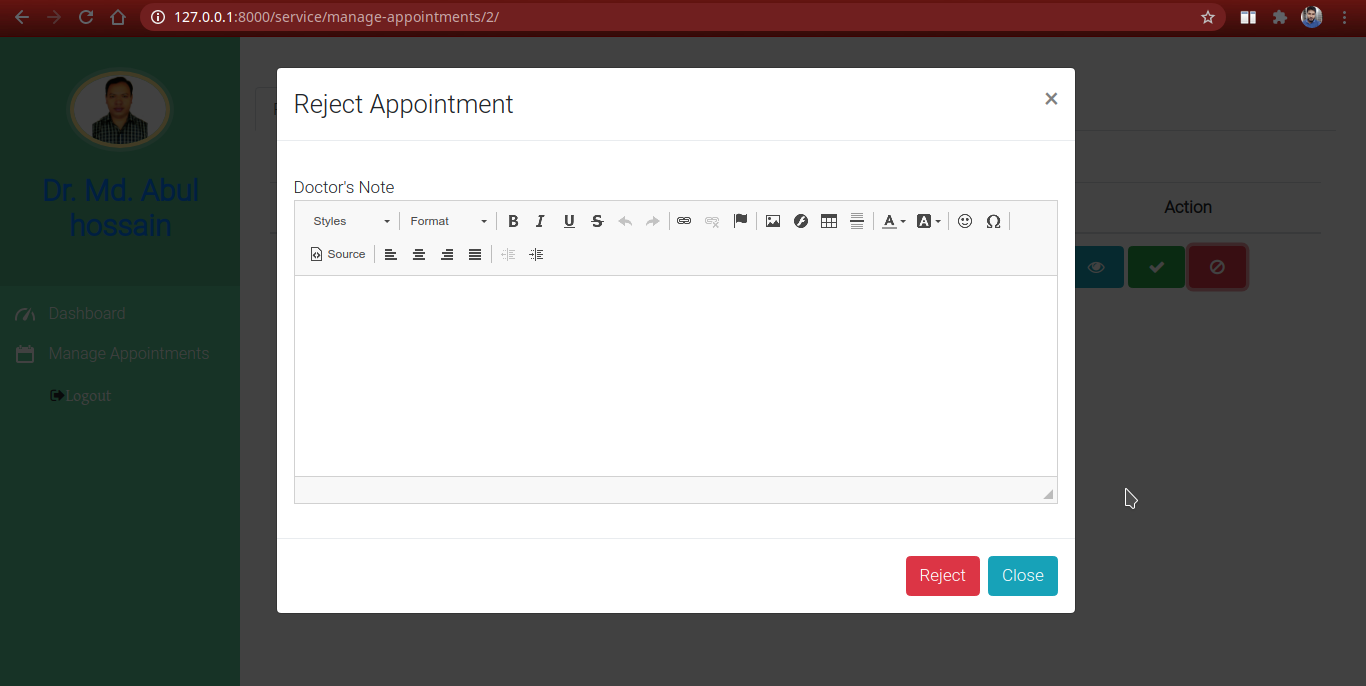 127.0.0.1:8000/service/manage-appointments/2/
Dr. Md. Abul
hossain
Dashboard
Manage Appointments
Logout
Reject Appointment
×
Doctor's Note
Styles Format B I U S A A Ω
Source
Action
Reject Close